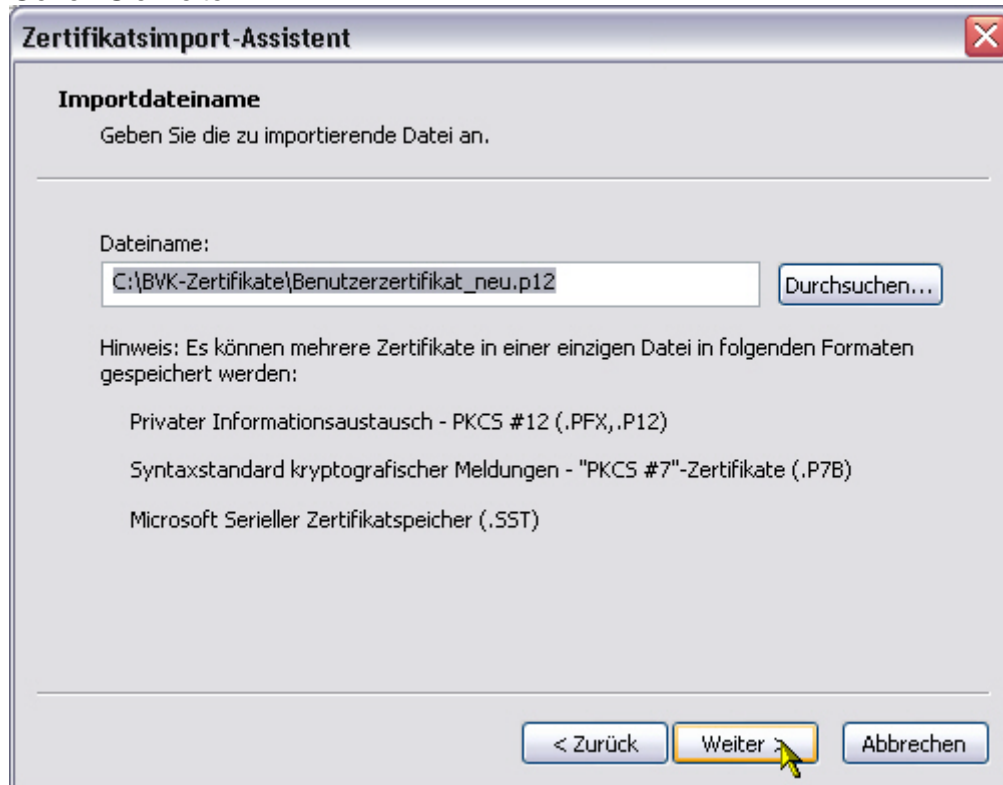 Zertifikatsimport-Assistent
Importdateiname
Geben Sie die zu importierende Datei an.
Dateiname:
C:\BVK-Zertifikate\Benutzerzertifikat_neu.p12
Durchsuchen...
Hinweis: Es können mehrere Zertifikate in einer einzigen Datei in folgenden Formaten
gespeichert werden:
Privater Informationsaustausch - PKCS #12 (.PFX,.P12)
Syntaxstandard kryptografischer Meldungen - "PKCS #7"-Zertifikate (.P7B)
Microsoft Serieller Zertifikatspeicher (.SST)
< Zurück
Weiter >
Abbrechen